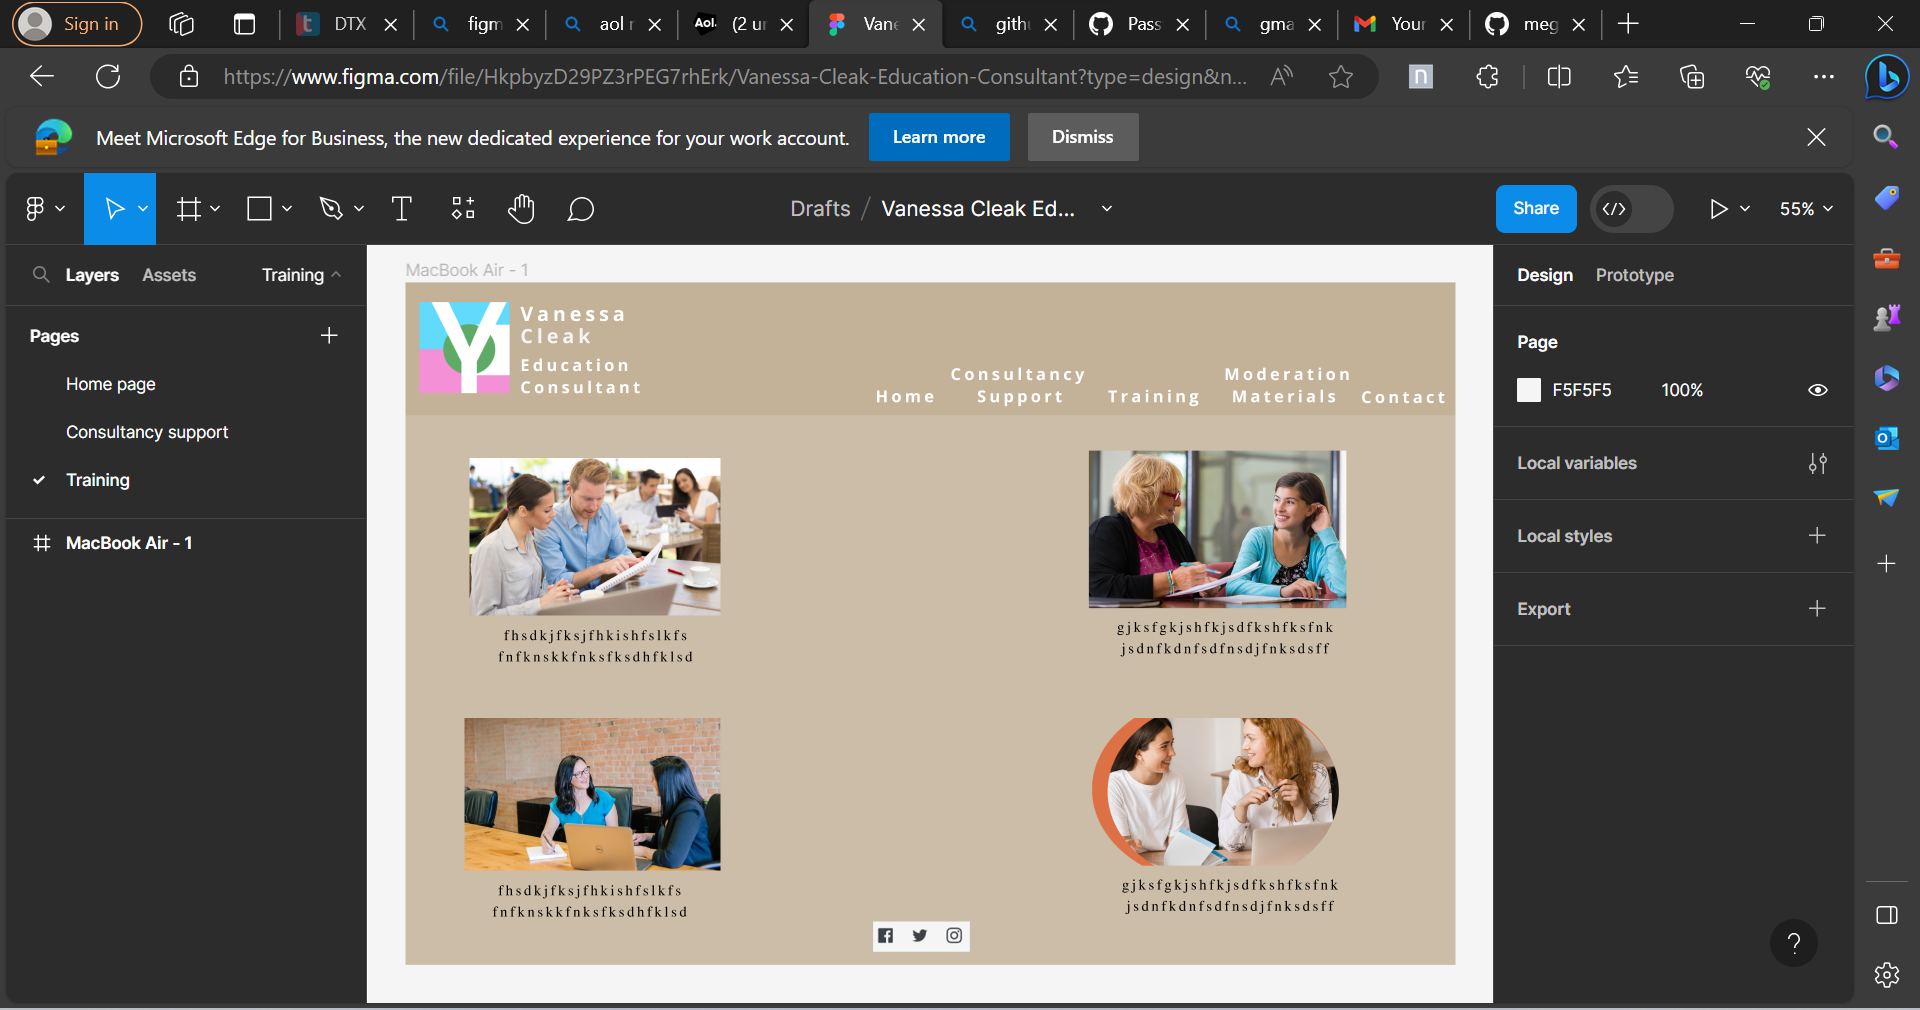 Sign in
DTX
figm
aol r
Aol. (2 ur
Vane
gith
Pass
gma
Your
meg
https://www.figma.com/file/HkpbyzD29PZ3rPEG7rhErk/Vanessa-Cleak-Education-Consultant?type=design&n...
Meet Microsoft Edge for Business, the new dedicated experience for your work account.
Learn more
Dismiss
Drafts / Vanessa Cleak Ed...
Share
55%
Layers
Assets
Training
Pages
Home page
Consultancy support
Training
MacBook Air - 1
MacBook Air - 1
Vanessa
Cleak
Education
Consultant
Home
Consultancy
Support
Training
Moderation
Materials
Contact
fhsdkjfksjfhkishfslkfs
fnfknskkfnksfksdhfklsd
gjksfgkjshfkjsdfkshfksfnk
jsdnfkdnfsdfnsdjfnksdsff
fhsdkjfksjfhkishfslkfs
fnfknskkfnksfksdhfklsd
gjksfgkjshfkjsdfkshfksfnk
jsdnfkdnfsdfnsdjfnksdsff
Design
Prototype
Page
F5F5F5
100%
Local variables
Local styles
Export